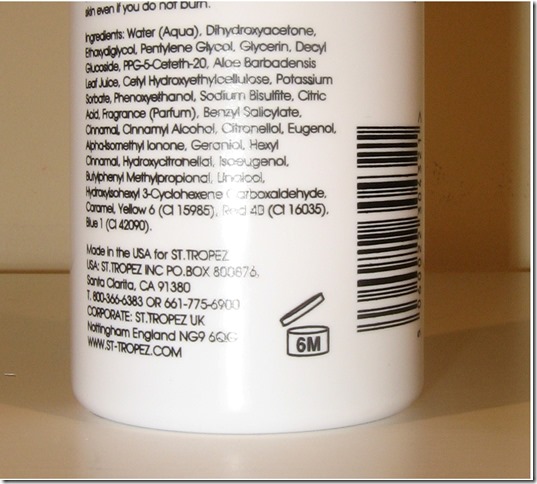 skin even if you do not burn.
Ingredients: Water (Aqua), Dihydroxyacetone,
Ethoxydiglycol, Pentylene Glycol, Glycerin, Decyl
Glucoside, PPG-5-Ceteth-20, Aloe Barbadensis
Leaf Juice, Cetyl Hydroxyethylcellulose, Potassium
Sorbate, Phenoxyethanol, Sodium Bisulfite, Citric
Acid, Fragrance (Parfum), Benzyl Salicylate,
Cinnamal, Cinnamyl Alcohol, Citronellol, Eugenol,
Alpha-Isomethyl Ionone, Geraniol, Hexyl
Cinnamal, Hydroxycitronellal, Isoeugenol,
Butylphenyl Methylpropional, Linalool,
Hydroxyisohexyl 3-Cyclohexene Carboxaldehyde,
Caramel, Yellow 6 (CI 15985), Red 40 (CI 16035),
Blue 1 (CI 42090).
Made in the USA for ST.TROPEZ
USA: ST.TROPEZ INC PO.BOX 800876,
Santa Clarita, CA 91380
T. 800-366-6383 OR 661-775-6900
CORPORATE: ST.TROPEZ UK
Nottingham England NG9 6QG
WWW.ST-TROPEZ.COM
6M